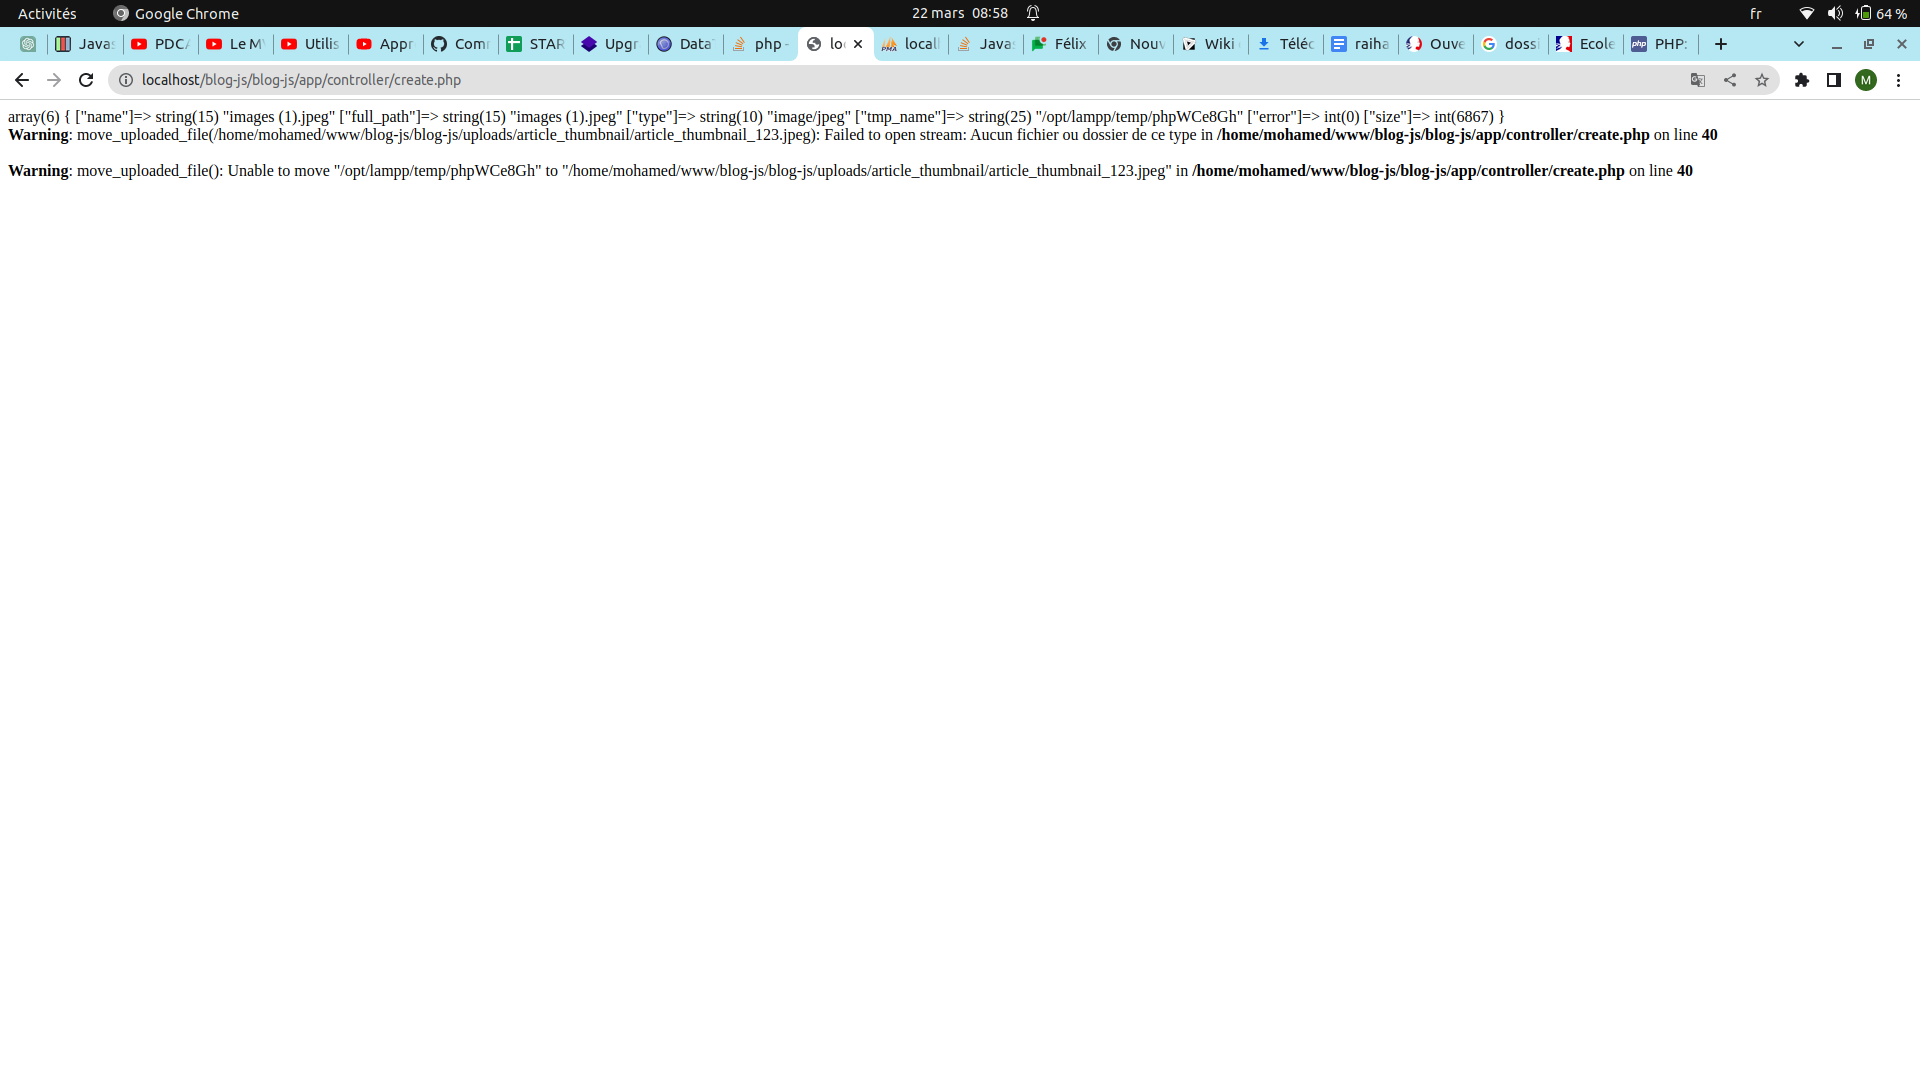 Activités Google Chrome 22 mars 08:58 fr 64 %
Javas PDCA Le M Utilis Appr Com STAR Upgr Data php - loc locall Javas Félix Nouv Wiki Téléc raiha Ouve dossi Ecole PHP:
localhost/blog-js/blog-js/app/controller/create.php M
array(6) { ["name"]=> string(15) "images (1).jpeg" ["full_path"]=> string(15) "images (1).jpeg" ["type"]=> string(10) "image/jpeg" ["tmp_name"]=> string(25) "/opt/lampp/temp/phpWCe8Gh" ["error"]=> int(0) ["size"]=> int(6867) }
Warning: move_uploaded_file(/home/mohamed/www/blog-js/blog-js/uploads/article_thumbnail/article_thumbnail_123.jpeg): Failed to open stream: Aucun fichier ou dossier de ce type in /home/mohamed/www/blog-js/blog-js/app/controller/create.php on line 40
Warning: move_uploaded_file(): Unable to move "/opt/lampp/temp/phpWCe8Gh" to "/home/mohamed/www/blog-js/blog-js/uploads/article_thumbnail/article_thumbnail_123.jpeg" in /home/mohamed/www/blog-js/blog-js/app/controller/create.php on line 40